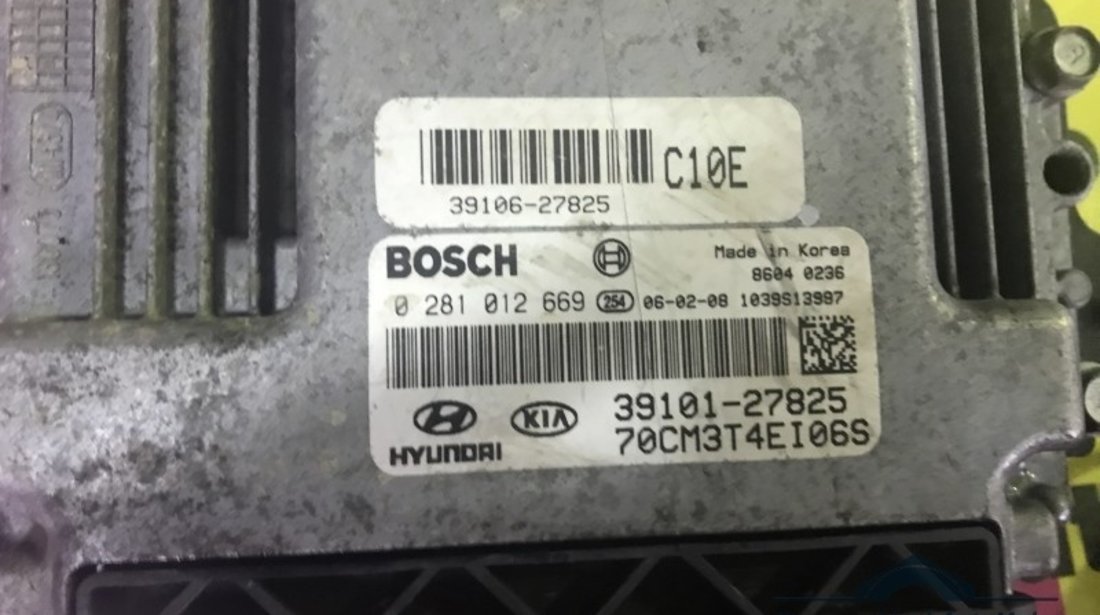 C10E
39106-27825
BOSCH
Made in Korea
8604 0236
0 281 012 669 254 06-02-08 1039S13987
39101-27825
HYUNDAI KIA
70CM3T4EI06S